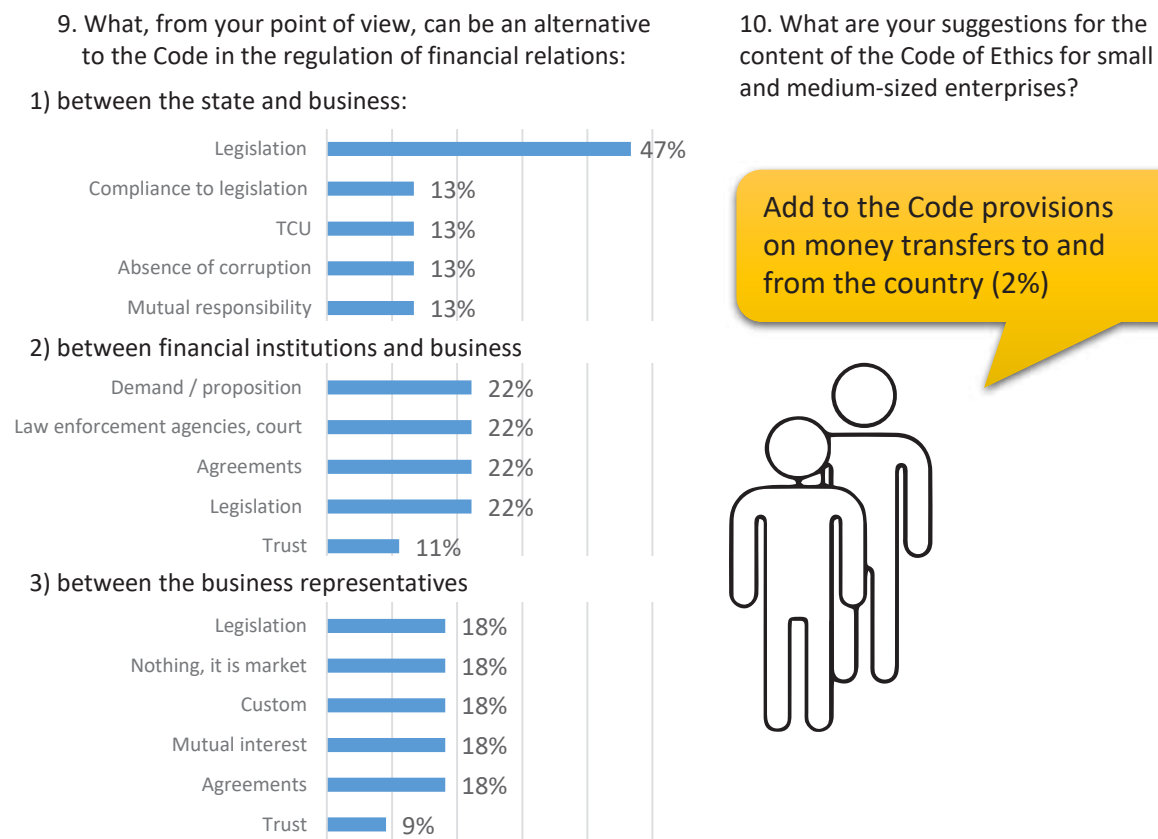 9. What, from your point of view, can be an alternative
to the Code in the regulation of financial relations:
1) between the state and business:
Legislation 47%
Compliance to legislation 13%
TCU 13%
Absence of corruption 13%
Mutual responsibility 13%
2) between financial institutions and business
Demand / proposition 22%
Law enforcement agencies, court 22%
Agreements 22%
Legislation 22%
Trust 11%
3) between the business representatives
Legislation 18%
Nothing, it is market 18%
Custom 18%
Mutual interest 18%
Agreements 18%
Trust 9%
10. What are your suggestions for the
content of the Code of Ethics for small
and medium-sized enterprises?
Add to the Code provisions
on money transfers to and
from the country (2%)